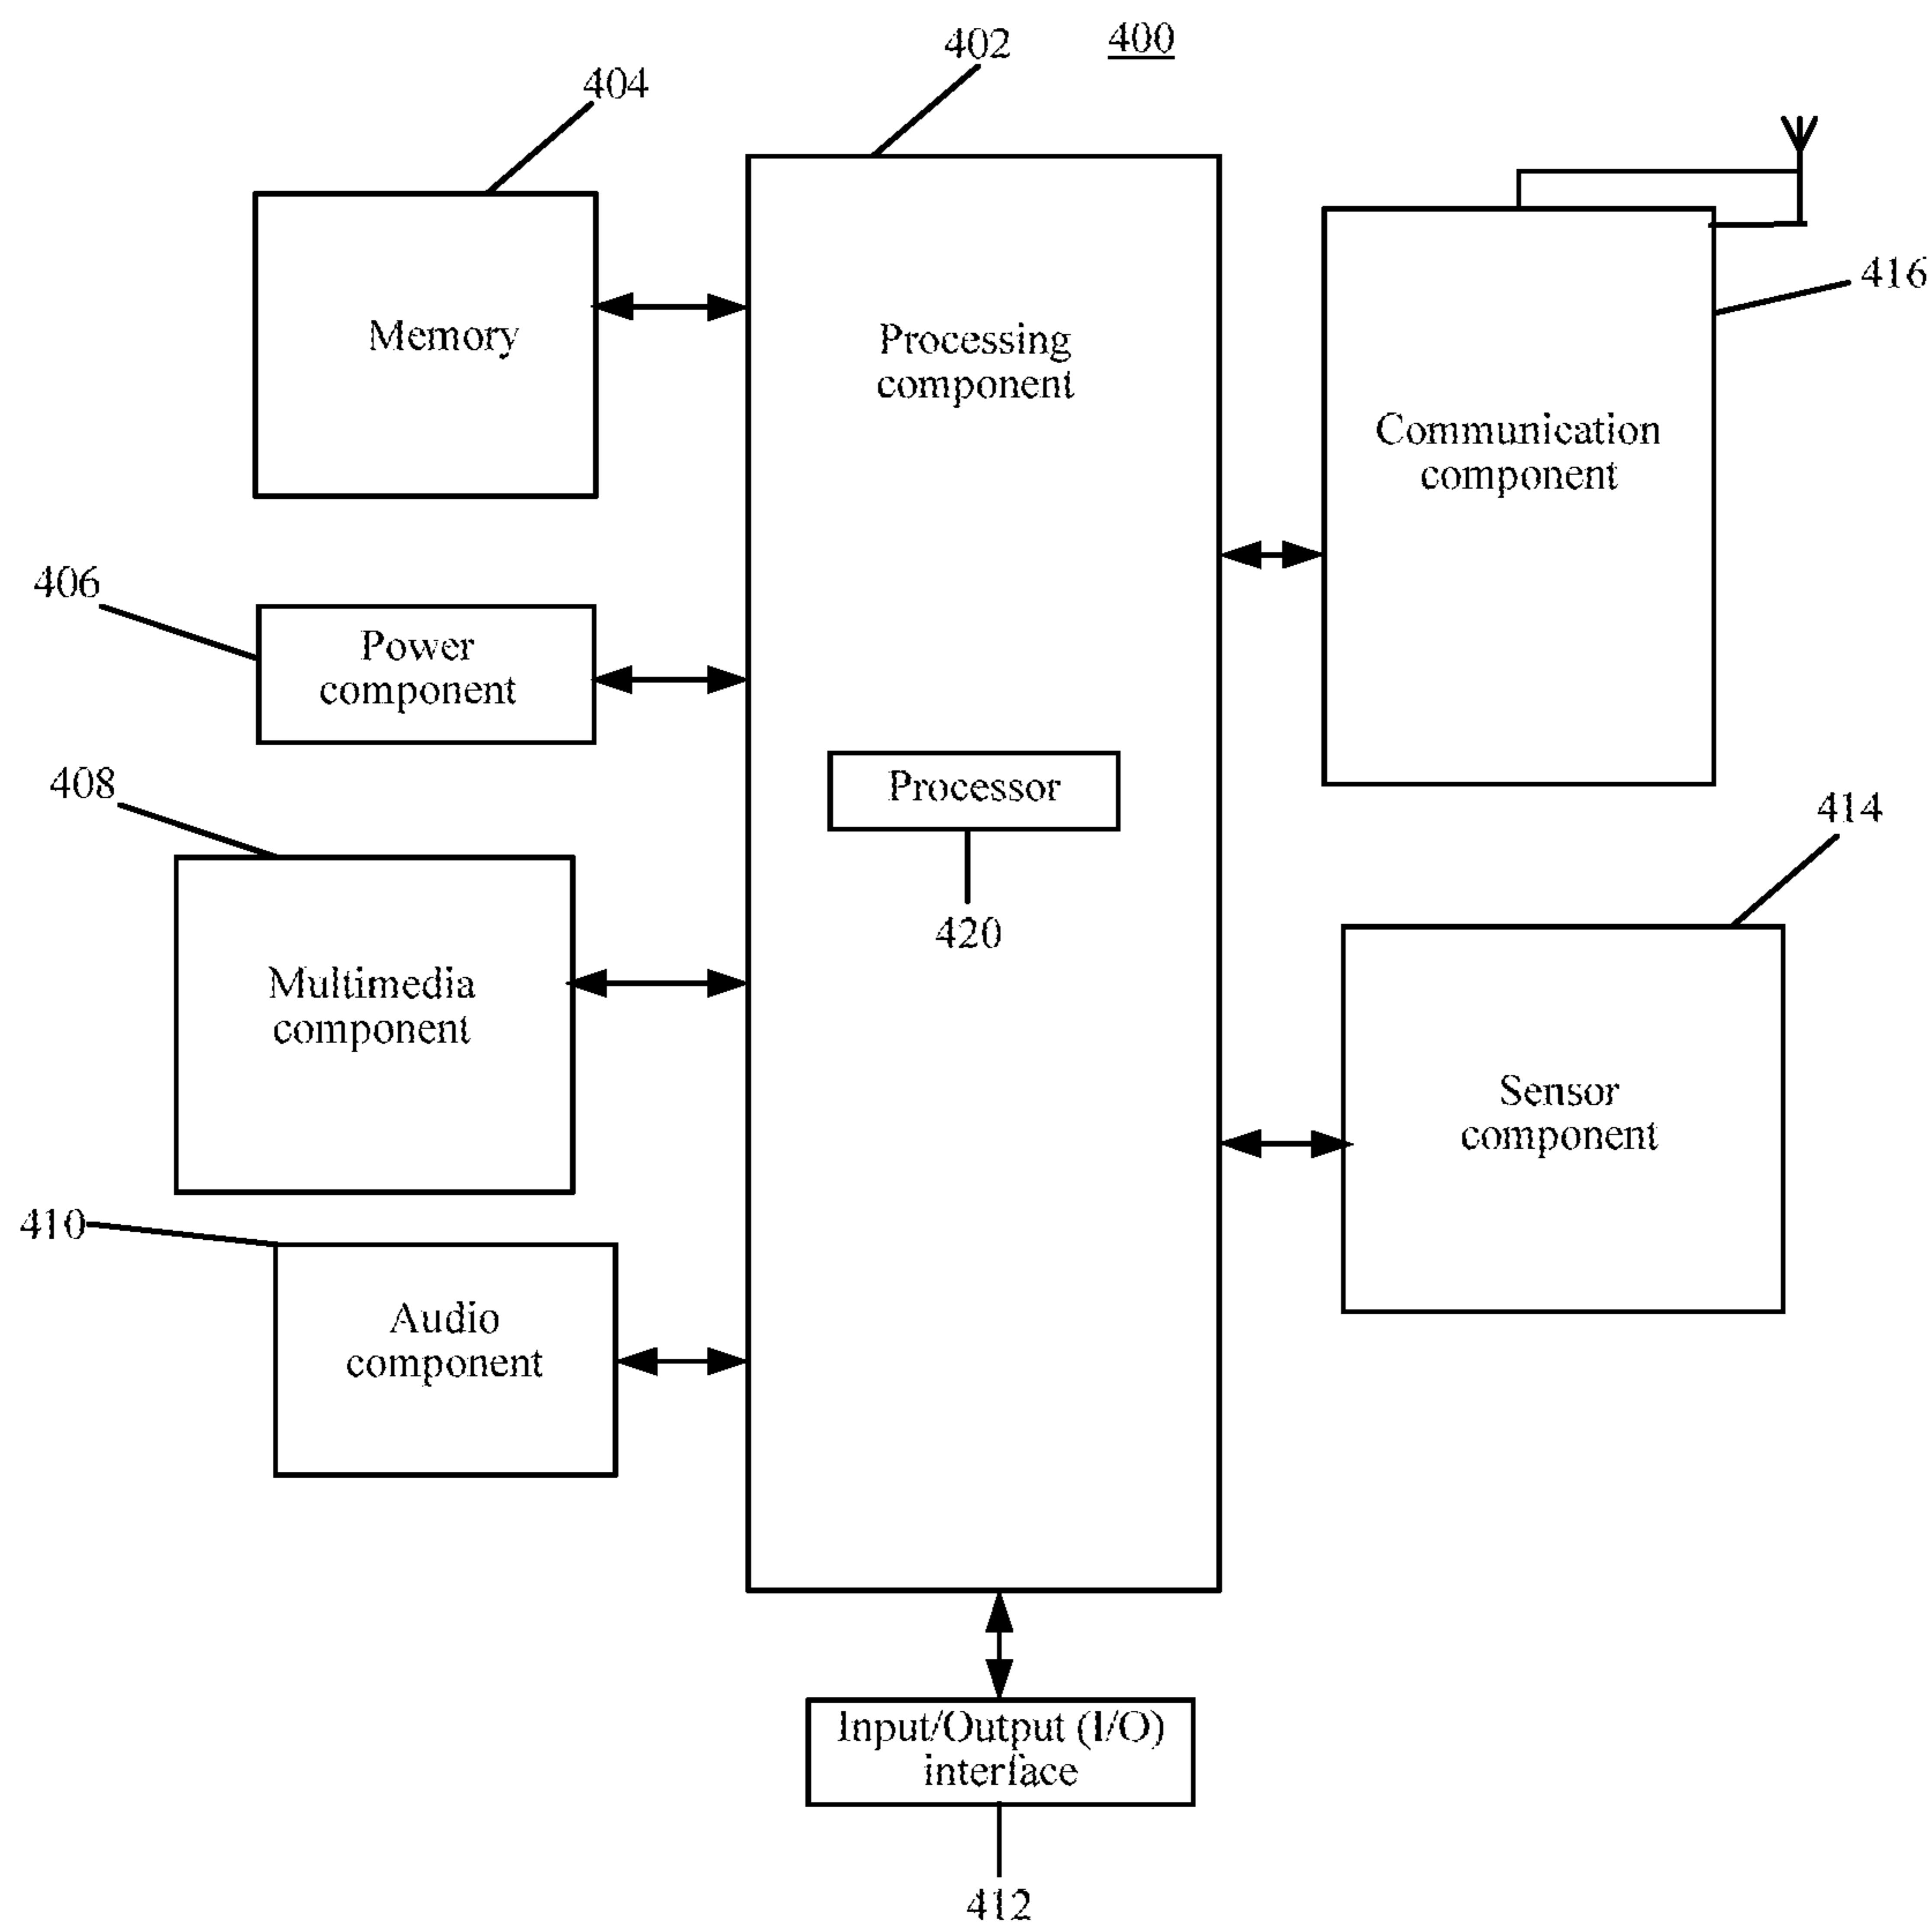 400
402
404
Memory
Processing
component
416
Communication
component
406
Power
component
408
Processor
414
420
Multimedia
component
Sensor
component
410
Audio
component
Input/Output (I/O)
interface
412